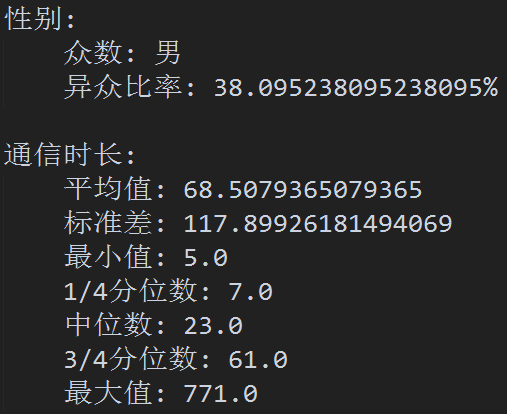 性别:
众数: 男
异众比率: 38.095238095238095%
通信时长:
平均值: 68.5079365079365
标准差: 117.89926181494069
最小值: 5.0
1/4分位数: 7.0
中位数: 23.0
3/4分位数: 61.0
最大值: 771.0